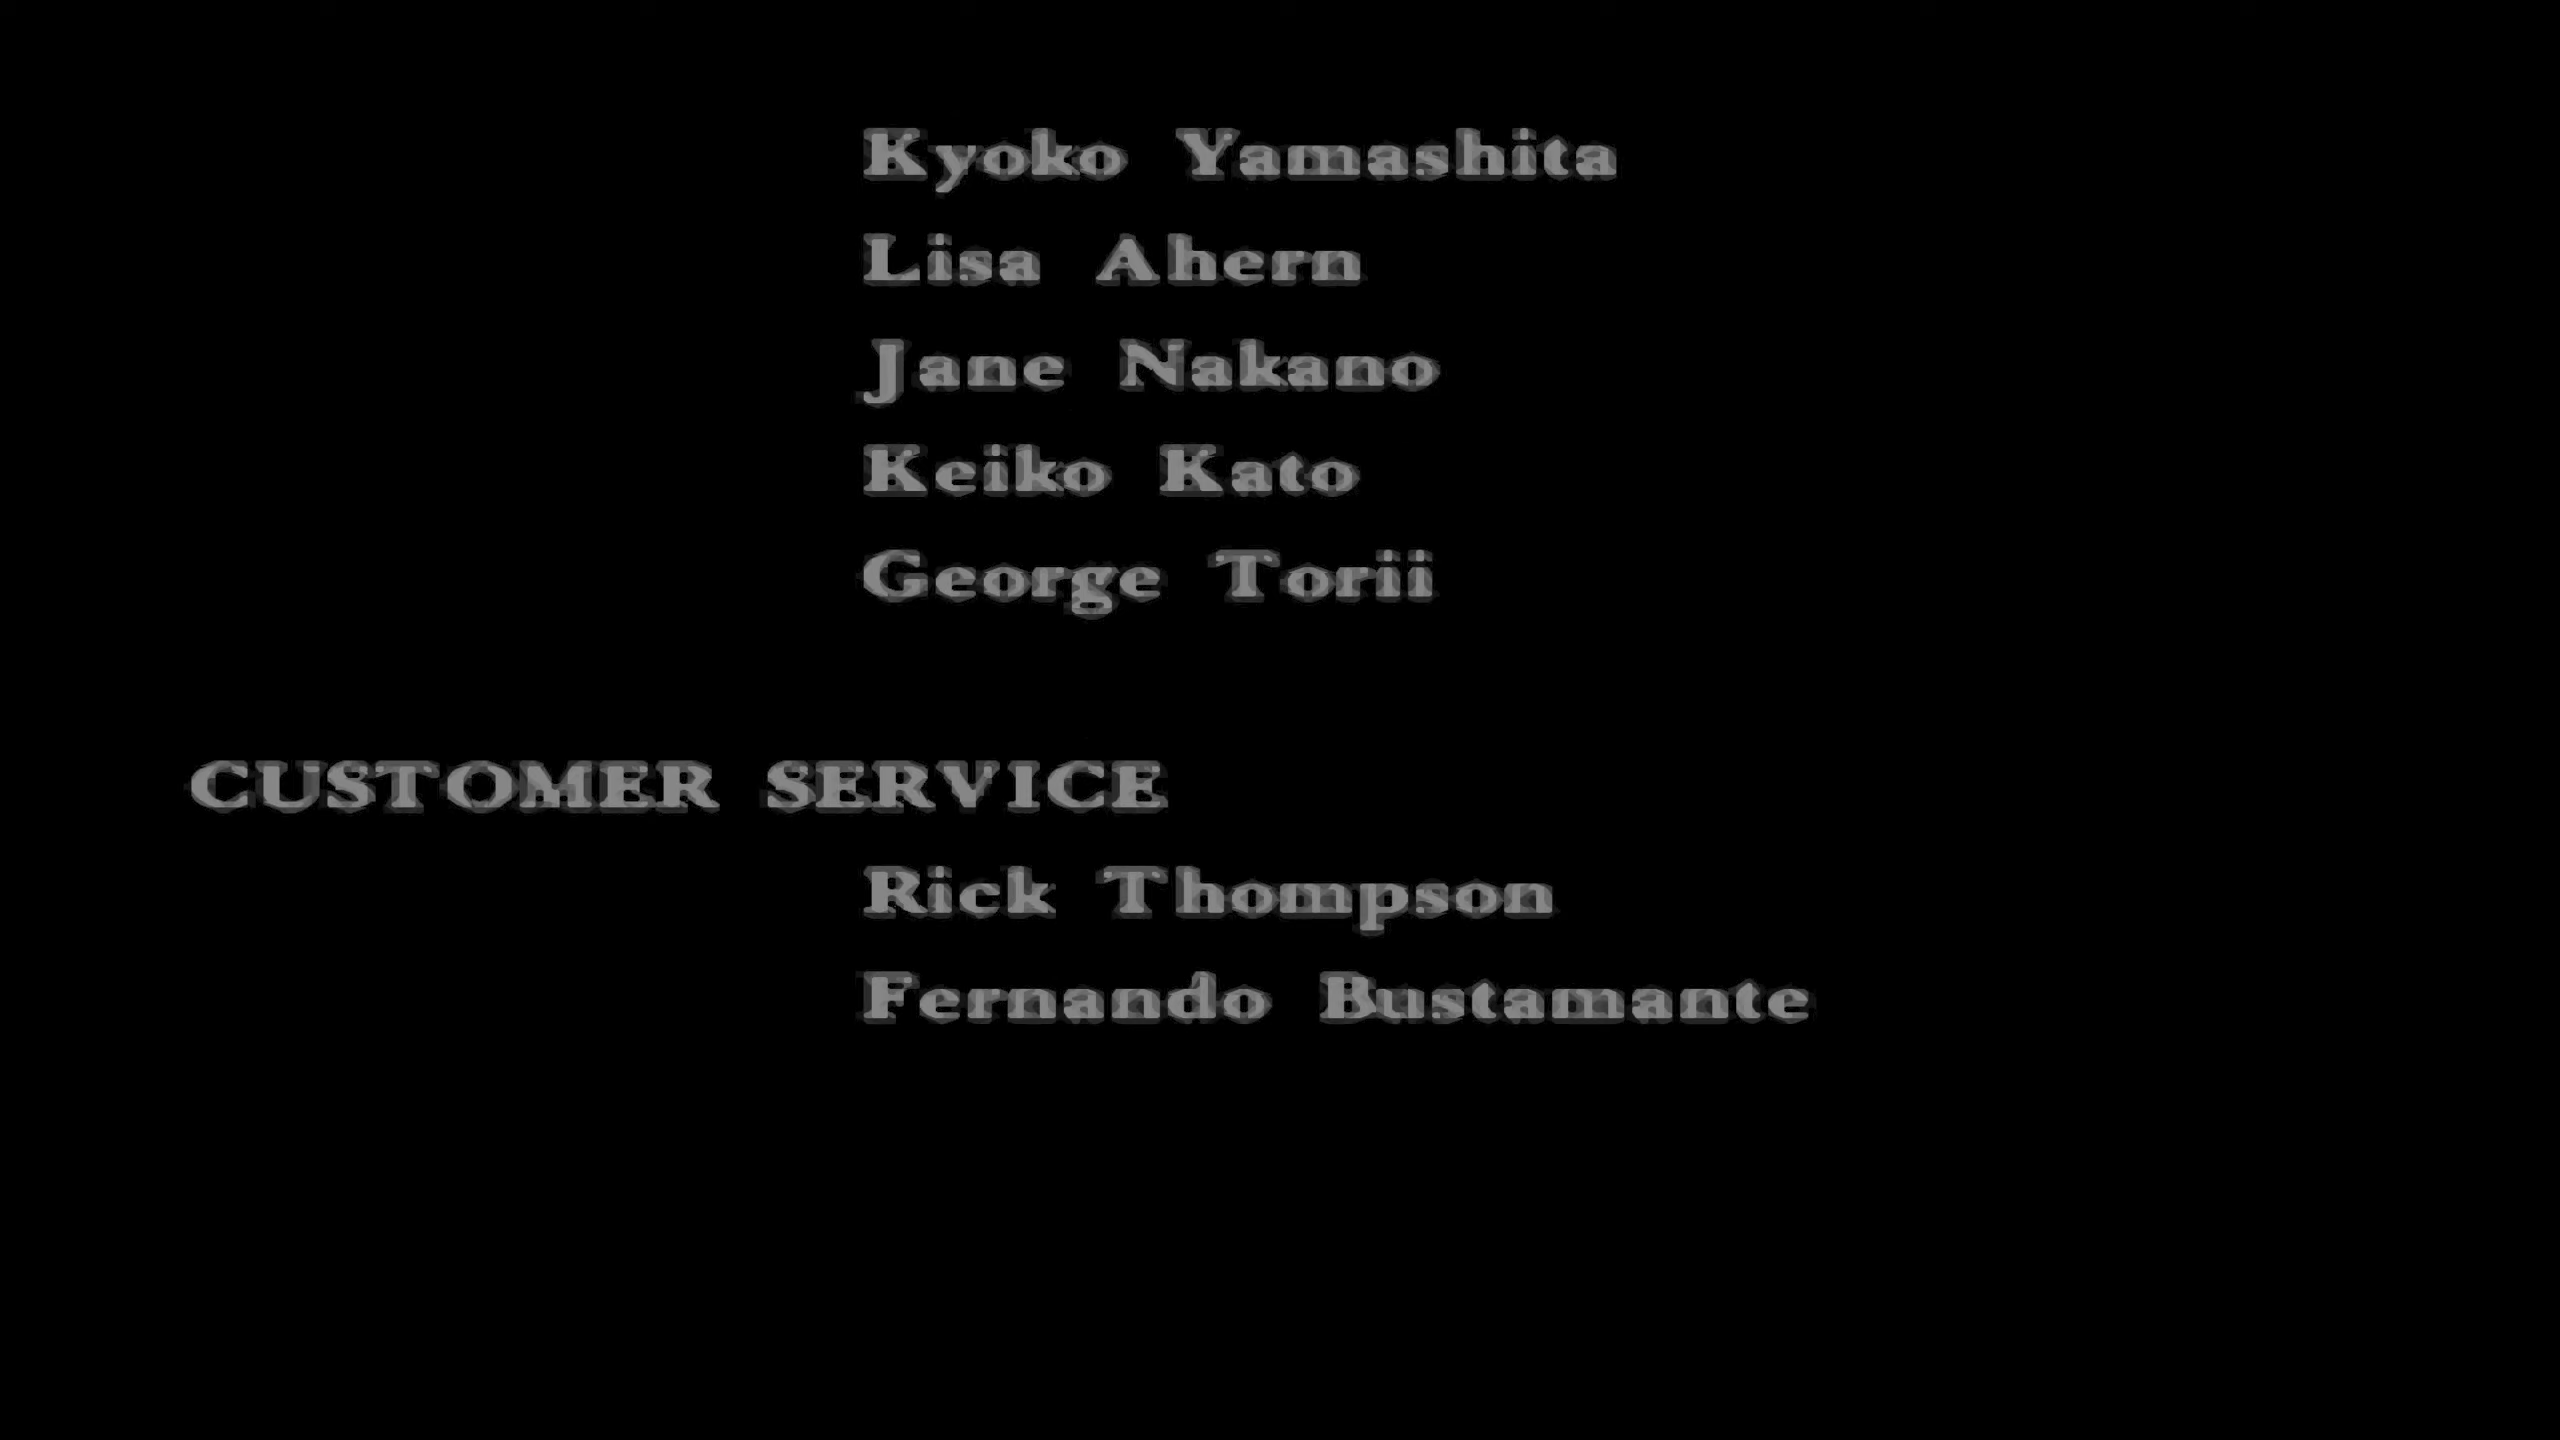 Kyoko Yamashita
Lisa Ahern
Jane Nakano
Keiko Kato
George Torii
CUSTOMER SERVICE
Rick Thompson
Fernando Bustamante